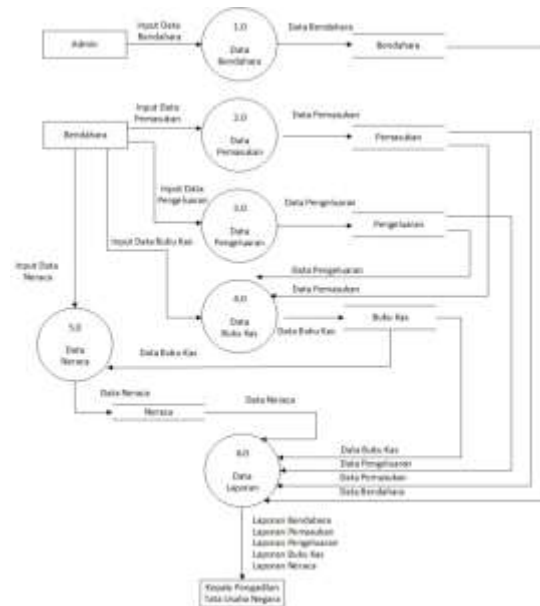 Admin
Input Data
Bendahara
1.0
Data
Bendahara
Data Bendahara
Bendahara
Bendahara
Input Data
Pemasukan
2.0
Data
Pemasukan
Data Pemasukan
Pemasukan
Input Data
Pengeluaran
3.0
Data
Pengeluaran
Data Pengeluaran
Pengeluaran
Input Data Buku Kas
Input Data
Neraca
Data Pengeluaran
Data Pemasukan
4.0
Data
Buku Kas
Data Buku Kas
Buku Kas
5.0
Data
Neraca
Data Buku Kas
Data Neraca
Neraca
Data Neraca
6.0
Data
Laporan
Data Buku Kas
Data Pengeluaran
Data Pemasukan
Data Bendahara
Laporan Bendahara
Laporan Pemasukan
Laporan Pengeluaran
Laporan Buku Kas
Laporan Neraca
Kepala Pengadilan
Tata Usaha Negara